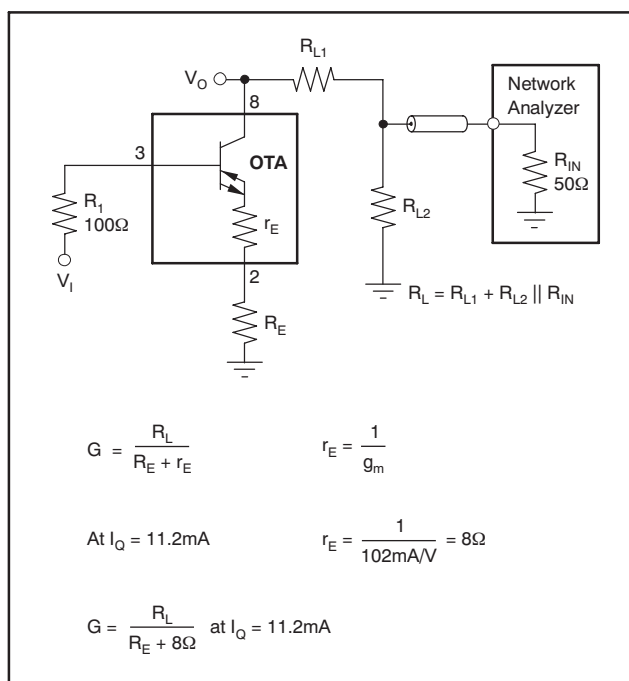 R_L1
V_O
8
Network
Analyzer
3
OTA
R_IN
50Ω
R_1
100Ω
r_E
R_L2
V_I
2
R_L = R_L1 + R_L2 || R_IN
R_E
G = R_L / (R_E + r_E)
r_E = 1 / g_m
At I_Q = 11.2mA
r_E = 1 / 102mA/V = 8Ω
G = R_L / (R_E + 8Ω) at I_Q = 11.2mA